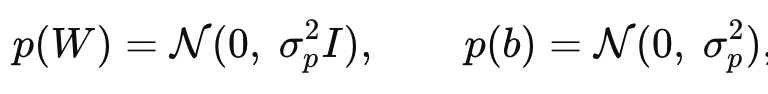 p(W) = 𝒩(0, σ_p^2 I), p(b) = 𝒩(0, σ_p^2),